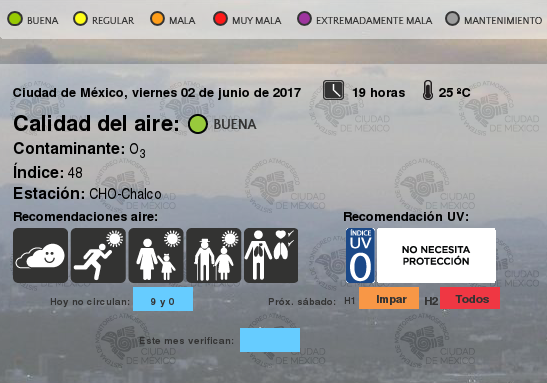 BUENA REGULAR MALA MUY MALA EXTREMADAMENTE MALA MANTENIMIENTO
Ciudad de México, viernes 02 de junio de 2017 19 horas 25 ºC
Calidad del aire: BUENA
Contaminante: O3
Índice: 48
Estación: CHO-Chalco
Recomendaciones aire: Recomendación UV:
ÍNDICE
UV
0
NO NECESITA
PROTECCIÓN
Hoy no circulan: 9 y 0 Próx. sábado: H1 Impar H2 Todos
Este mes verifican:
CIUDAD
DE MÉXICO